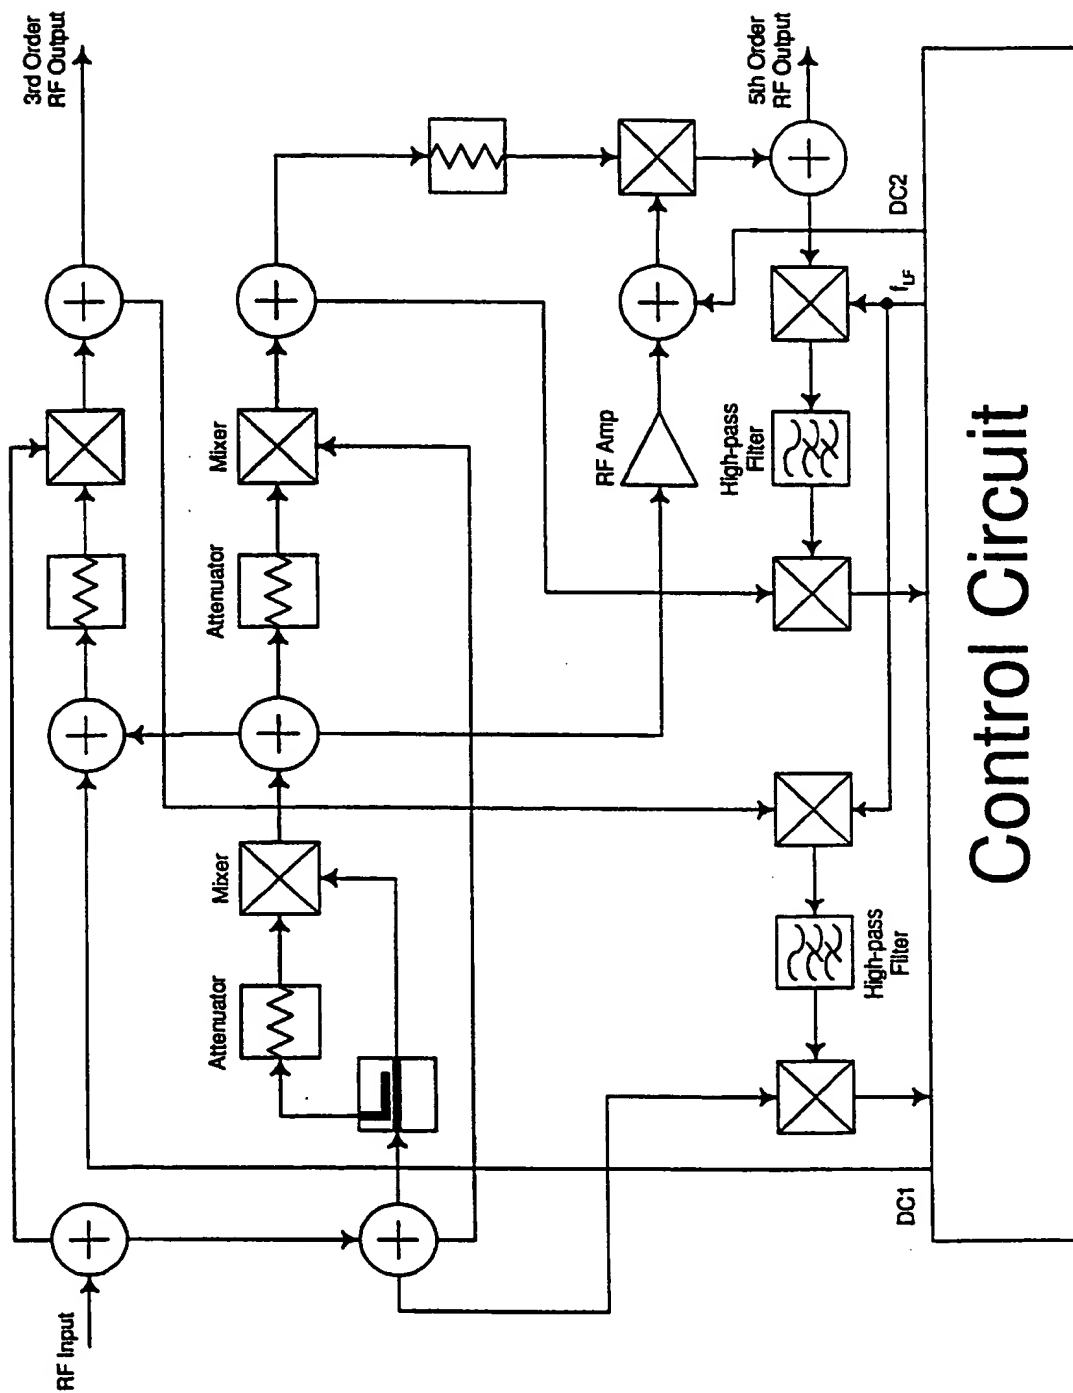 3rd Order
RF Output
Mixer
Attenuator
Mixer
Attenuator
RF Input
RF Amp
5th Order
RF Output
High-pass
Filter
High-pass
Filter
DC2
fLF
DC1
Control Circuit